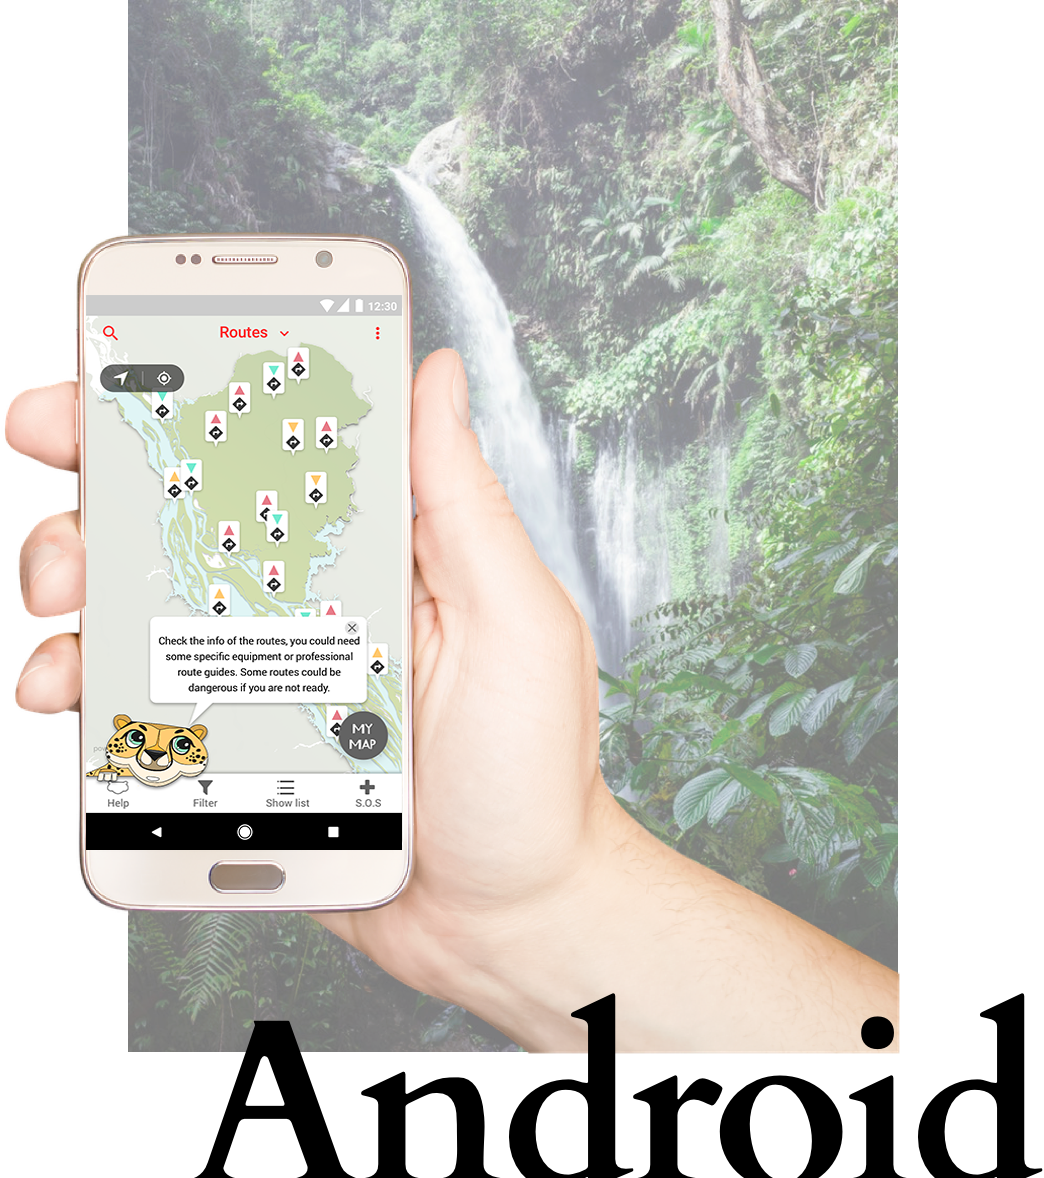 12:30
Routes
Check the info of the routes, you could need
some specific equipment or professional
route guides. Some routes could be
dangerous if you are not ready.
MY
MAP
Help
Filter
Show list
S.O.S
Android